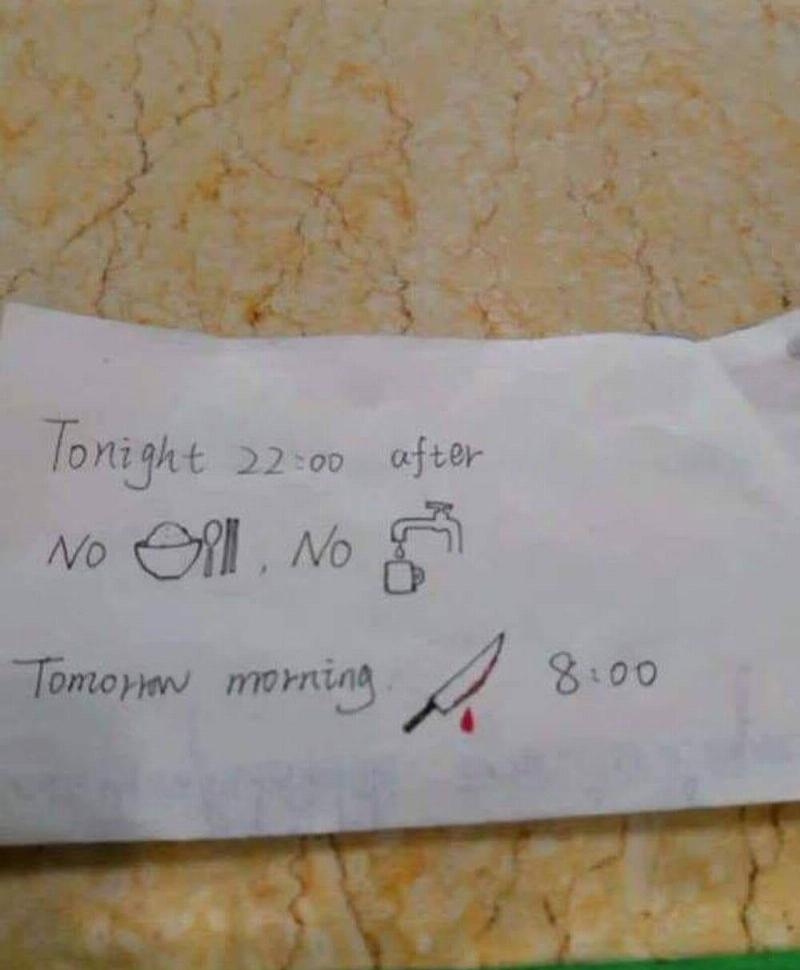 Tonight 22:00 after
No , No
Tomorrow morning 8:00